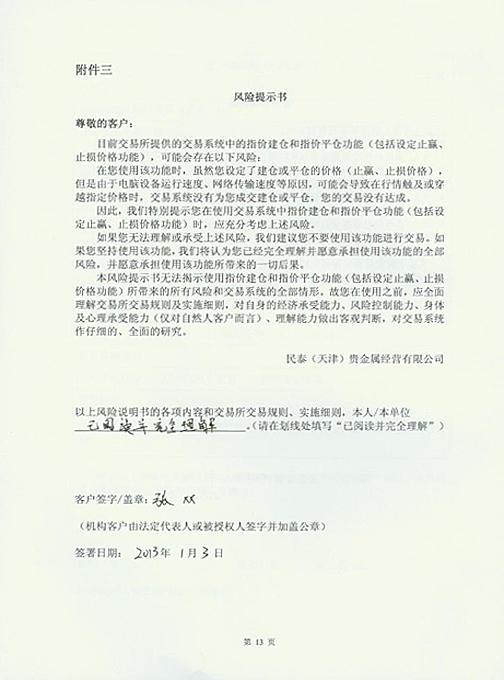 附件三
风险提示书
尊敬的客户：
目前交易所提供的交易系统中的指价建仓和指价平仓功能（包括设定止赢、
止损价格功能），可能会存在以下风险：
在您使用该功能时，虽然您设定了建仓或平仓的价格（止赢、止损价格），
但是由于电脑设备运行速度、网络传输速度等原因，可能会导致在行情触及或穿
越指定价格时，交易系统没有为您成交建仓或平仓，您的交易没有达成。
因此，我们特别提示您在使用交易系统中指价建仓和指价平仓功能（包括设
定止赢、止损价格功能）时，应充分考虑上述风险。
如果您无法理解或承受上述风险，我们建议您不要使用该功能进行交易。如
果您坚持使用该功能，我们将认为您已经完全理解并愿意承担使用该功能的全部
风险，并愿意承担使用该功能所带来的一切后果。
本风险提示书无法揭示使用指价建仓和指价平仓功能（包括设定止赢、止损
价格功能）所带来的所有风险和交易系统的全部情形。故您在使用之前，应全面
理解交易所交易规则及实施细则，对自身的经济承受能力、风险控制能力、身体
及心理承受能力（仅对自然人客户而言）、理解能力做出客观判断，对交易系统
作仔细的、全面的研究。
民泰（天津）贵金属经营有限公司
以上风险说明书的各项内容和交易所交易规则、实施细则，本人/本单位
已阅读并完全理解。（请在划线处填写“已阅读并完全理解”）
客户签字/盖章：张双
（机构客户由法定代表人或被授权人签字并加盖公章）
签署日期：2013年1月3日
第 13 页